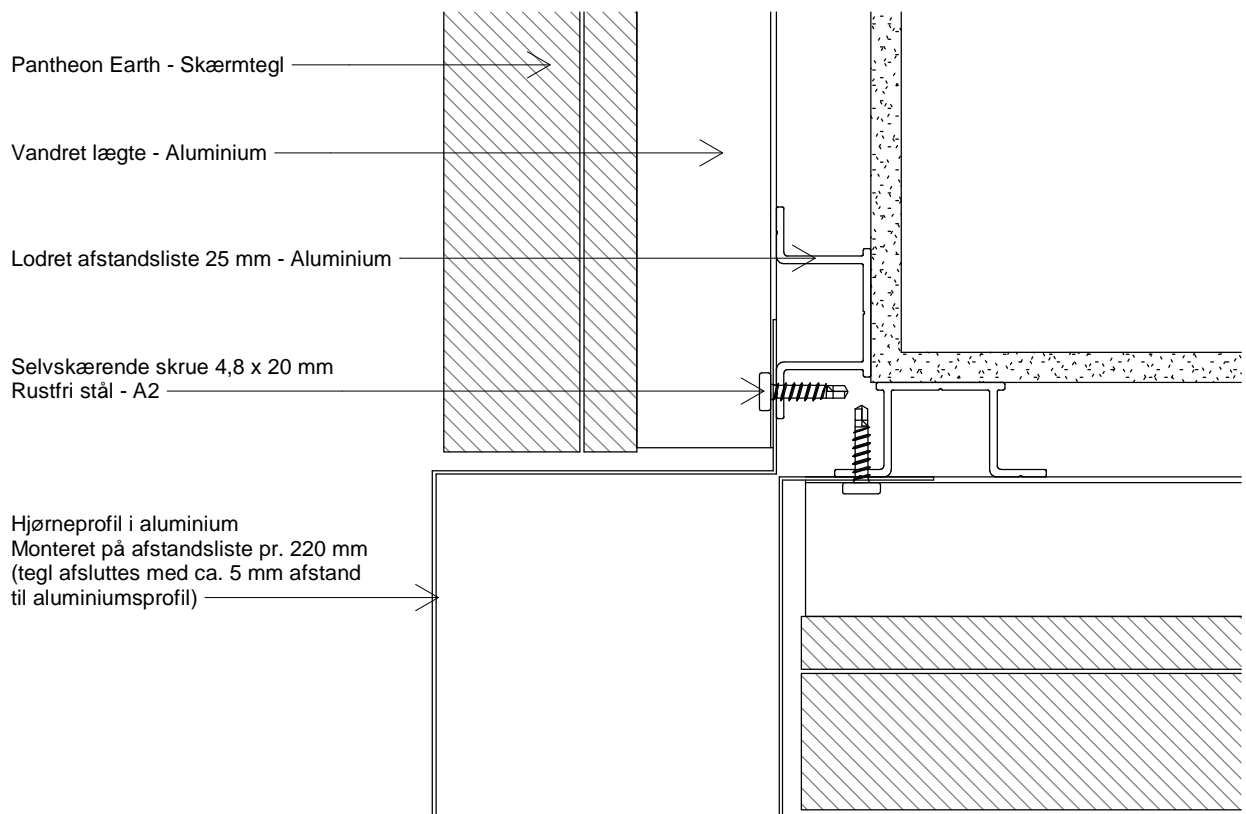 Pantheon Earth - Skærmtegl
Vandret lægte - Aluminium
Lodret afstandsliste 25 mm - Aluminium
Selvskærende skrue 4,8 x 20 mm
Rustfri stål - A2
Hjørneprofil i aluminium
Monteret på afstandsliste pr. 220 mm
(tegl afsluttes med ca. 5 mm afstand
til aluminiumsprofil)